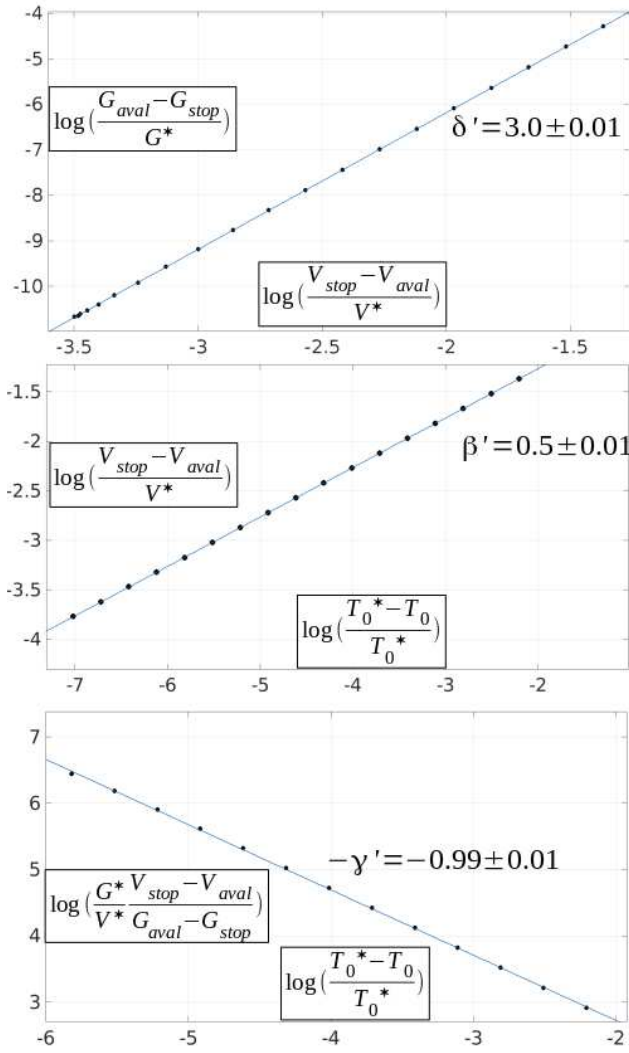 -4
-5
-6
-7
-8
-9
-10
log(G_aval−G_stop/G*)
δ'=3.0±0.01
log(V_stop−V_aval/V*)
-3.5 -3 -2.5 -2 -1.5
-1.5
-2
-2.5
-3
-3.5
-4
log(V_stop−V_aval/V*)
β'=0.5±0.01
log(T_0*−T_0/T_0*)
-7 -6 -5 -4 -3 -2
7
6
5
4
3
−γ'=−0.99±0.01
log(G*/V* V_stop−V_aval/G_aval−G_stop)
log(T_0*−T_0/T_0*)
-6 -5 -4 -3 -2